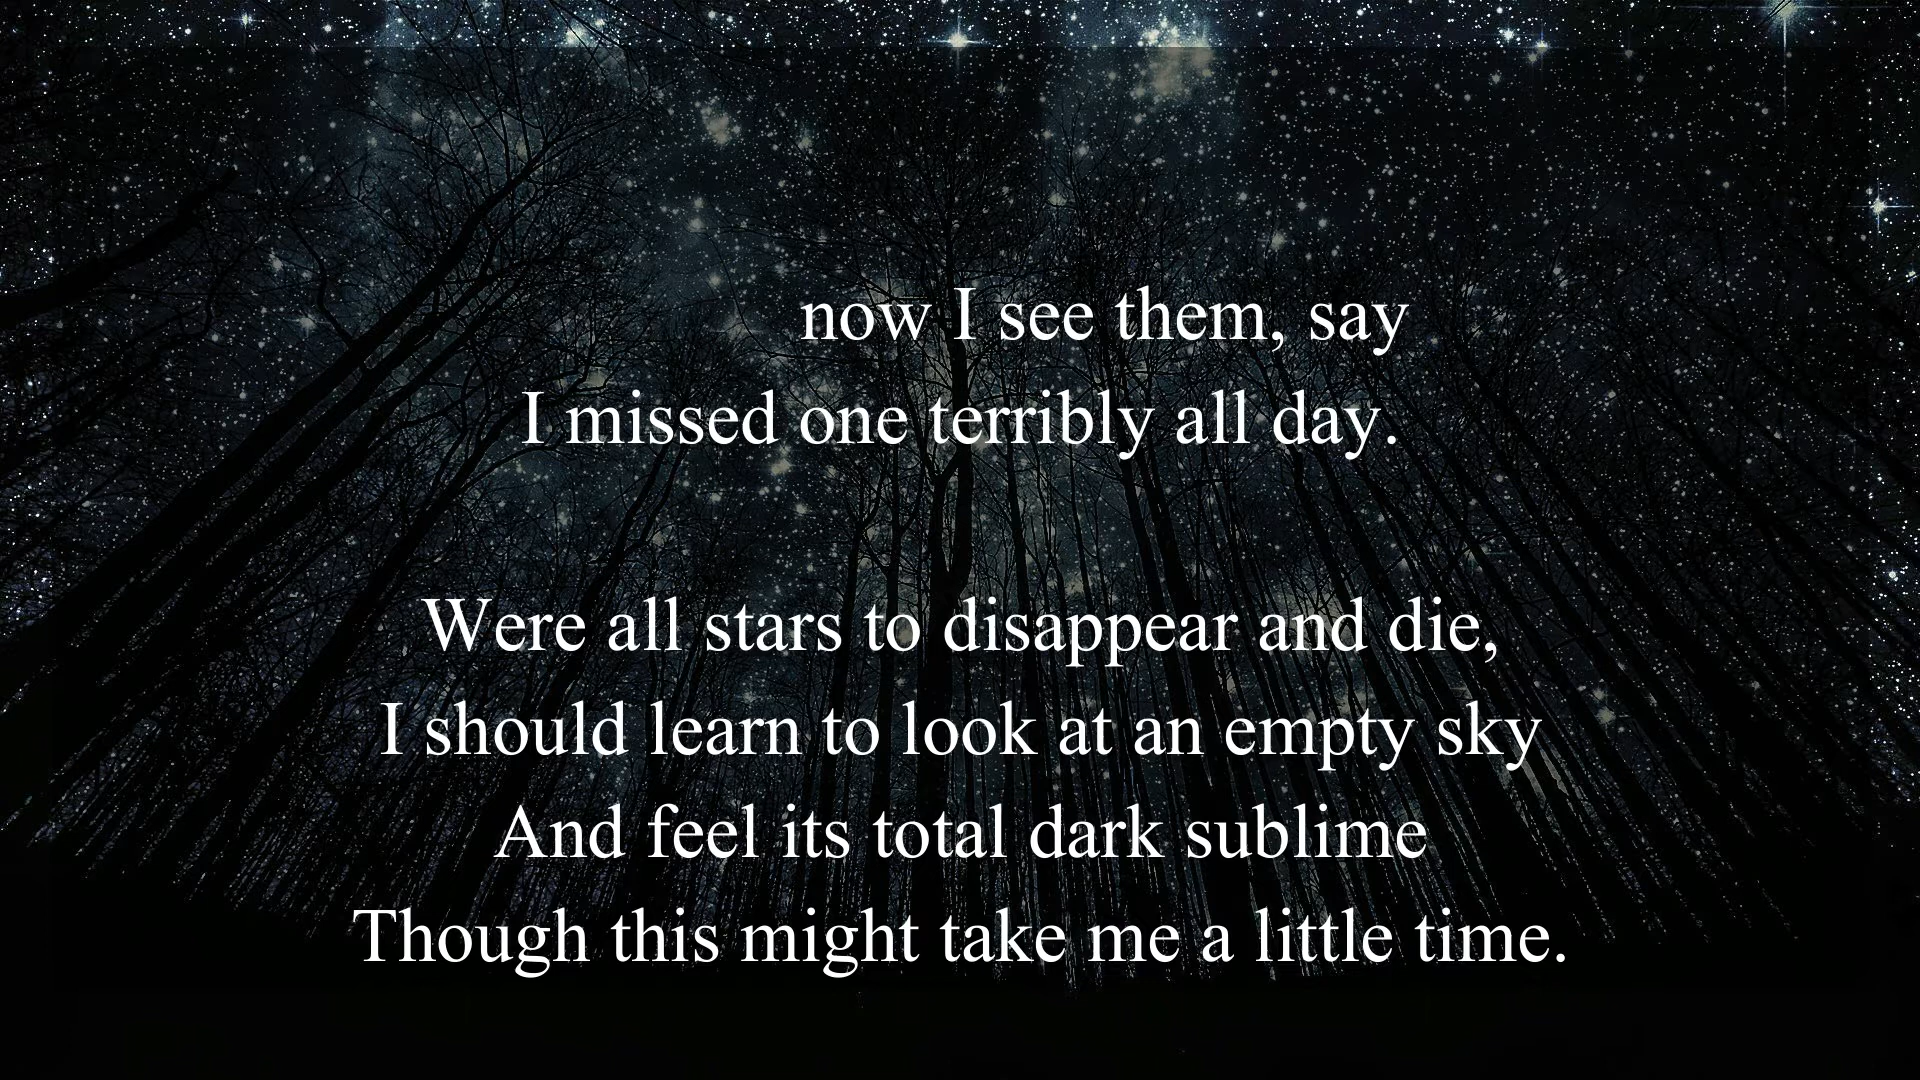 now I see them, say
I missed one terribly all day.
Were all stars to disappear and die,
I should learn to look at an empty sky
And feel its total dark sublime
Though this might take me a little time.